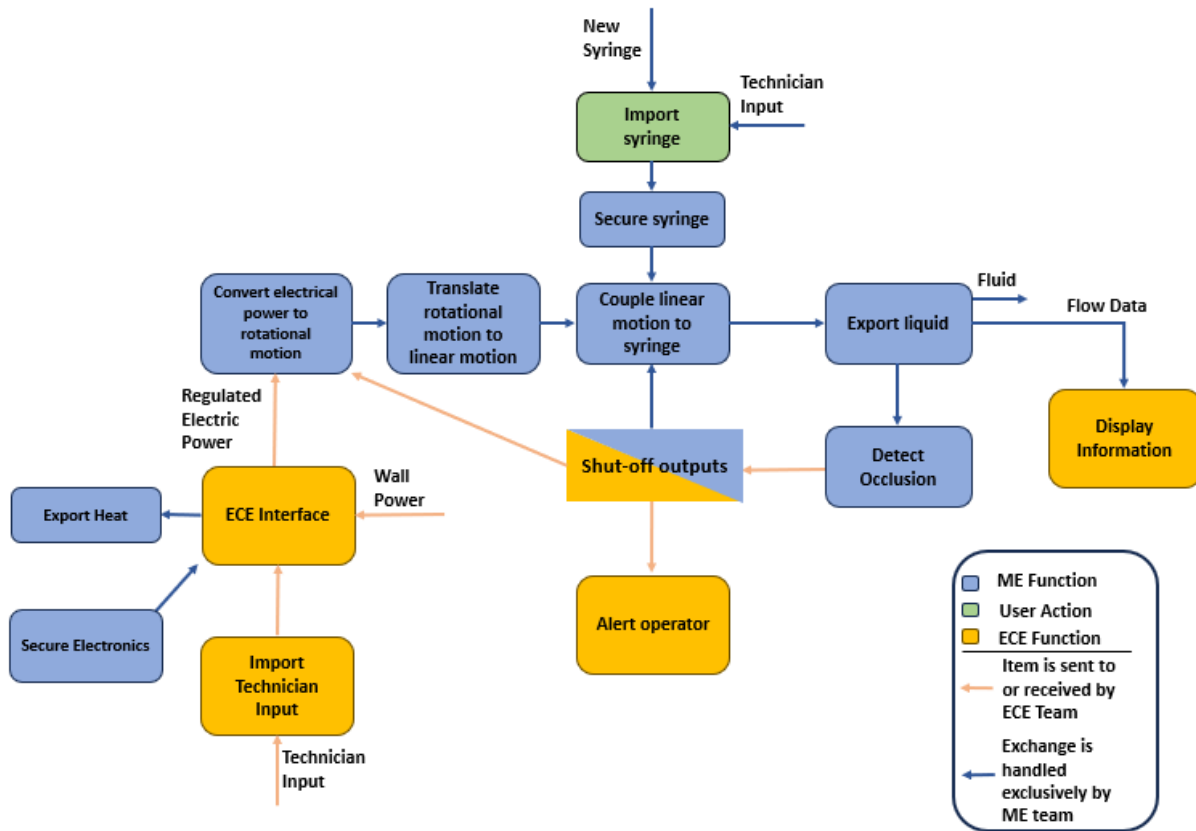 New
Syringe
Technician
Input
Import
syringe
Secure syringe
Convert electrical
power to
rotational
motion
Translate
rotational
motion to
linear motion
Couple linear
motion to
syringe
Export liquid
Fluid
Flow Data
Regulated
Electric
Power
Shut-off outputs
Detect
Occlusion
Display
Information
Export Heat
ECE Interface
Wall
Power
Secure Electronics
Import
Technician
Input
Alert operator
Technician
Input
ME Function
User Action
ECE Function
Item is sent to
or received by
ECE Team
Exchange is
handled
exclusively by
ME team